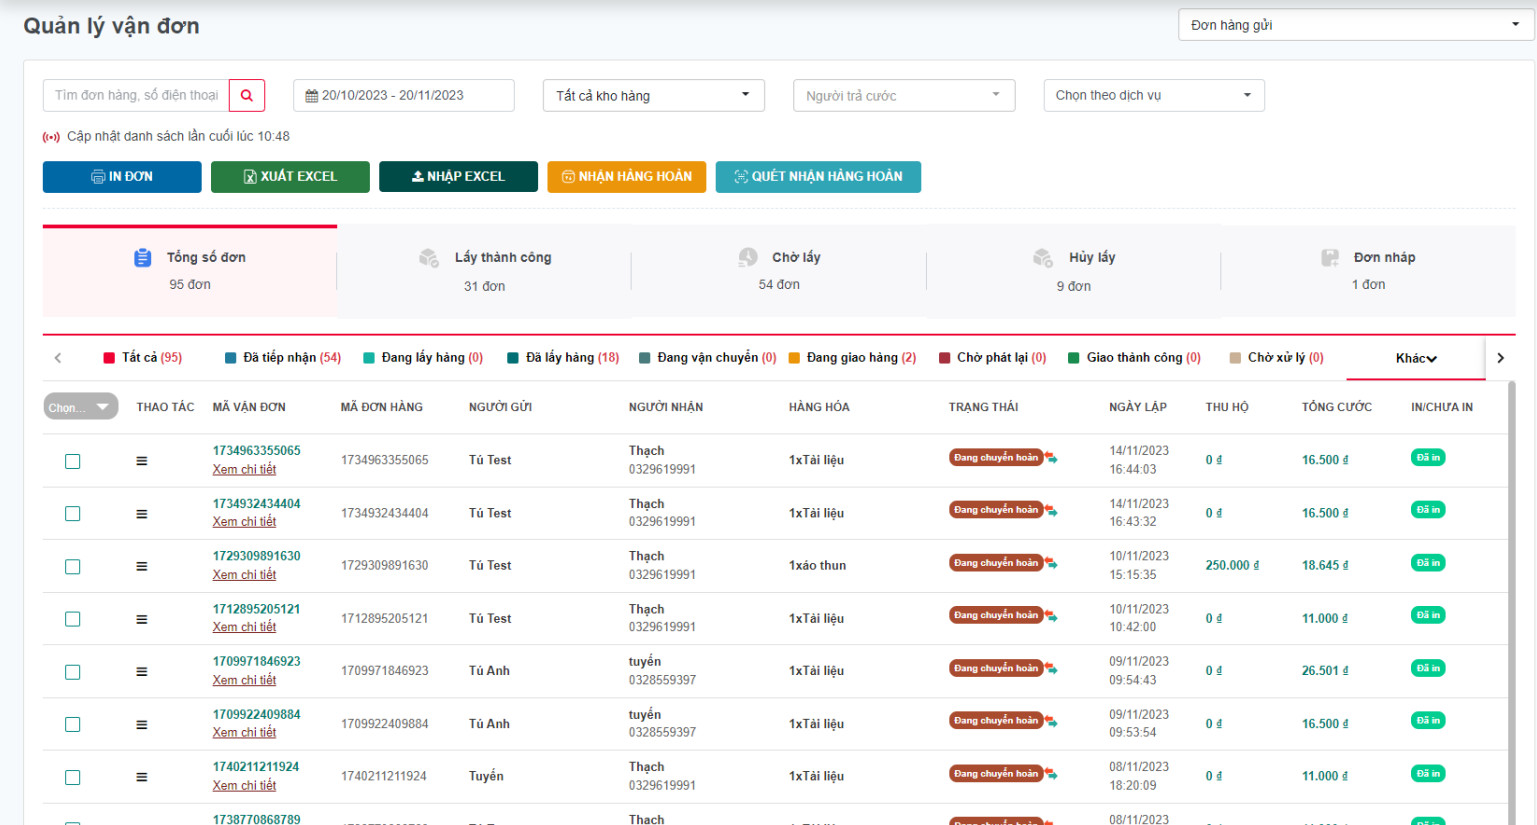 Quản lý vận đơn
Đơn hàng gửi
Tìm đơn hàng, số điện thoại
20/10/2023 - 20/11/2023
Tất cả kho hàng
Người trả cước
Chọn theo dịch vụ
Cập nhật danh sách lần cuối lúc 10:48
IN ĐƠN
XUẤT EXCEL
NHẬP EXCEL
NHẬN HÀNG HOÀN
QUÉT NHẬN HÀNG HOÀN
Tổng số đơn
95 đơn
Lấy thành công
31 đơn
Chờ lấy
54 đơn
Hủy lấy
9 đơn
Đơn nháp
1 đơn
Tất cả (95) Đã tiếp nhận (54) Đang lấy hàng (0) Đã lấy hàng (18) Đang vận chuyển (0) Đang giao hàng (2) Chờ phát lại (0) Giao thành công (0) Chờ xử lý (0) Khác
Chọn... THAO TÁC MÃ VẬN ĐƠN MÃ ĐƠN HÀNG NGƯỜI GỬI NGƯỜI NHẬN HÀNG HÓA TRẠNG THÁI NGÀY LẬP THU HỘ TỔNG CƯỚC IN/CHƯA IN
1734963355065 Thạch 14/11/2023
1734963355065 Tú Test 1xTài liệu Đang chuyển hoàn 0 đ 16.500 đ Đã in
Xem chi tiết 0329619991 16:44:03
1734932434404 Thạch 14/11/2023
1734932434404 Tú Test 1xTài liệu Đang chuyển hoàn 0 đ 16.500 đ Đã in
Xem chi tiết 0329619991 16:43:32
1729309891630 Thạch 10/11/2023
1729309891630 Tú Test 1xáo thun Đang chuyển hoàn 250.000 đ 18.645 đ Đã in
Xem chi tiết 0329619991 15:15:35
1712895205121 Thạch 10/11/2023
1712895205121 Tú Test 1xTài liệu Đang chuyển hoàn 0 đ 11.000 đ Đã in
Xem chi tiết 0329619991 10:42:00
1709971846923 tuyến 09/11/2023
1709971846923 Tú Anh 1xTài liệu Đang chuyển hoàn 0 đ 26.501 đ Đã in
Xem chi tiết 0328559397 09:54:43
1709922409884 tuyến 09/11/2023
1709922409884 Tú Anh 1xTài liệu Đang chuyển hoàn 0 đ 16.500 đ Đã in
Xem chi tiết 0328559397 09:53:54
1740211211924 Thạch 08/11/2023
1740211211924 Tuyến 1xTài liệu Đang chuyển hoàn 0 đ 11.000 đ Đã in
Xem chi tiết 0329619991 18:20:09
1738770868789 Thạch 08/11/2023